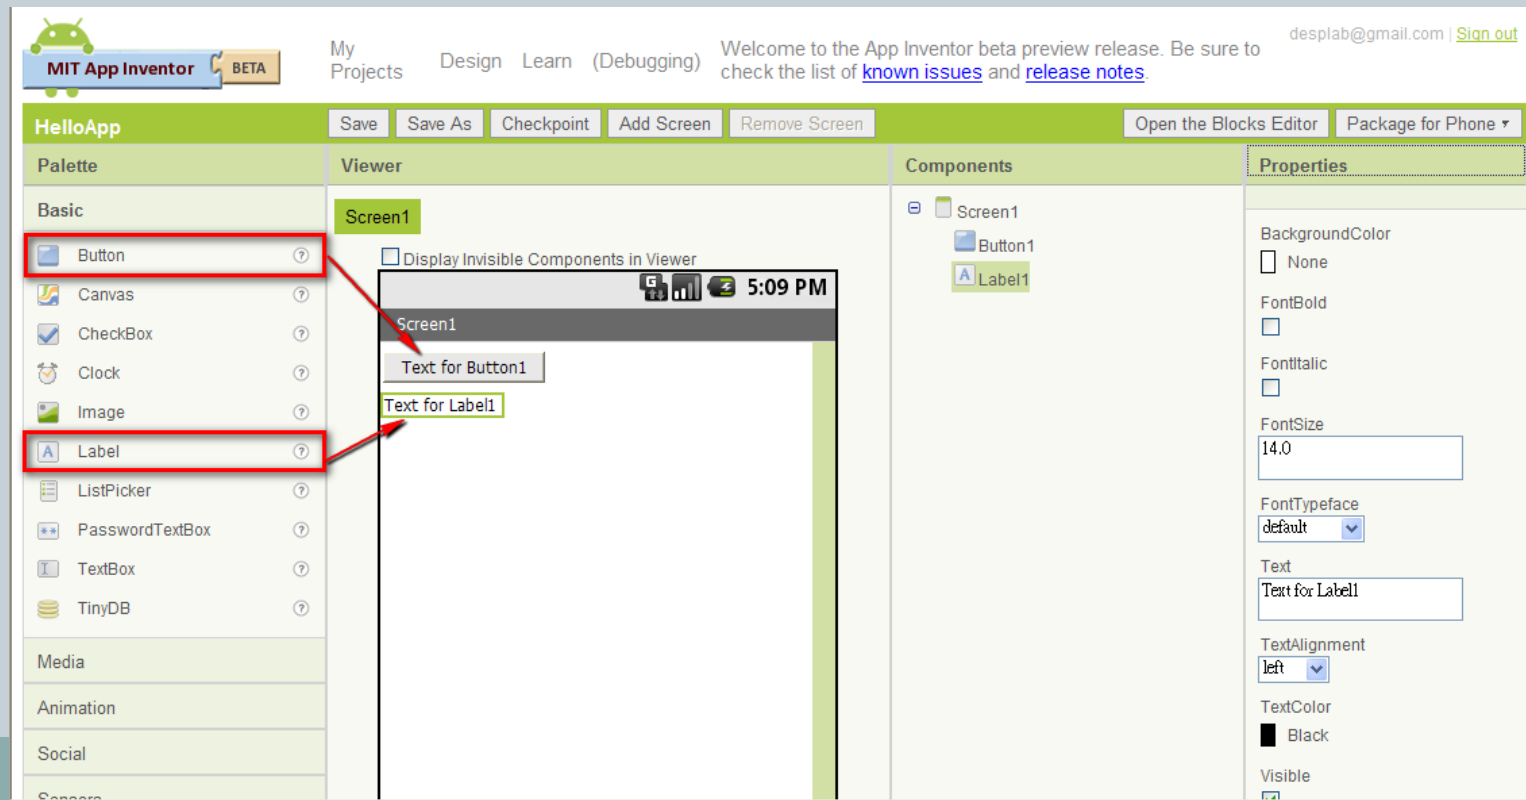 MIT App Inventor BETA
My Projects
Design Learn (Debugging)
Welcome to the App Inventor beta preview release. Be sure to
check the list of known issues and release notes.
desplab@gmail.com | Sign out
HelloApp
Save Save As Checkpoint Add Screen Remove Screen Open the Blocks Editor Package for Phone
Palette
Basic
Button
Canvas
CheckBox
Clock
Image
Label
ListPicker
PasswordTextBox
TextBox
TinyDB
Media
Animation
Social
Sensors
Viewer
Screen1
Display Invisible Components in Viewer
5:09 PM
Screen1
Text for Button1
Text for Label1
Components
Screen1
Button1
Label1
Properties
BackgroundColor
None
FontBold
FontItalic
FontSize
14.0
FontTypeface
default
Text
Text for Label1
TextAlignment
left
TextColor
Black
Visible